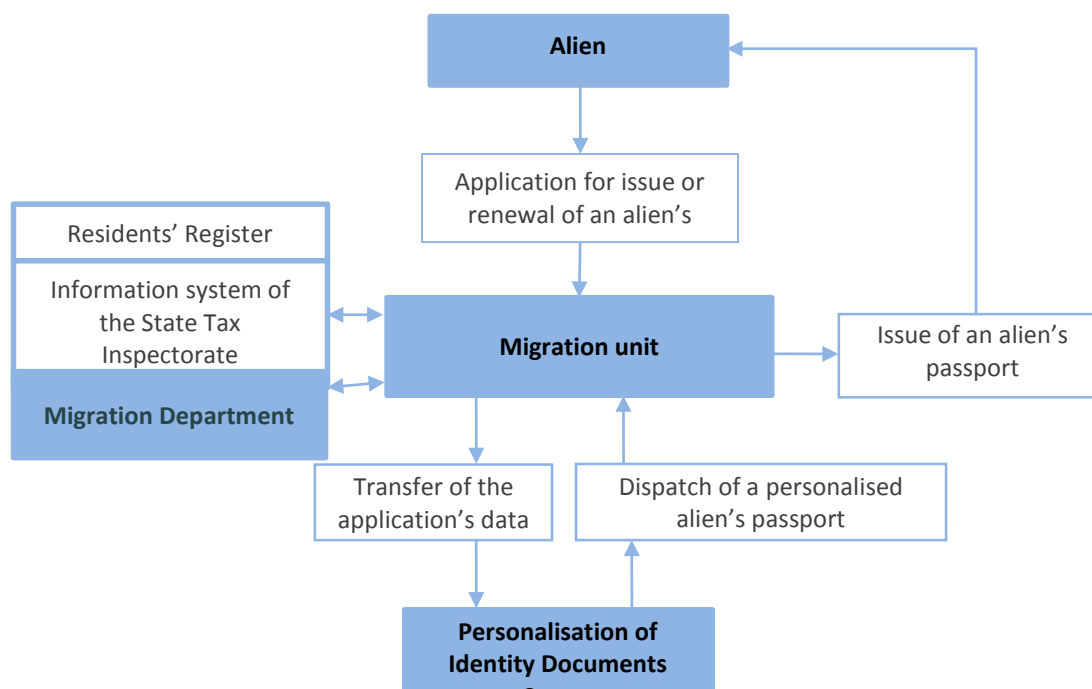 Alien
Application for issue or
renewal of an alien's
Residents' Register
Information system of
the State Tax
Inspectorate
Migration Department
Migration unit
Issue of an alien's
passport
Transfer of the
application's data
Dispatch of a personalised
alien's passport
Personalisation of
Identity Documents